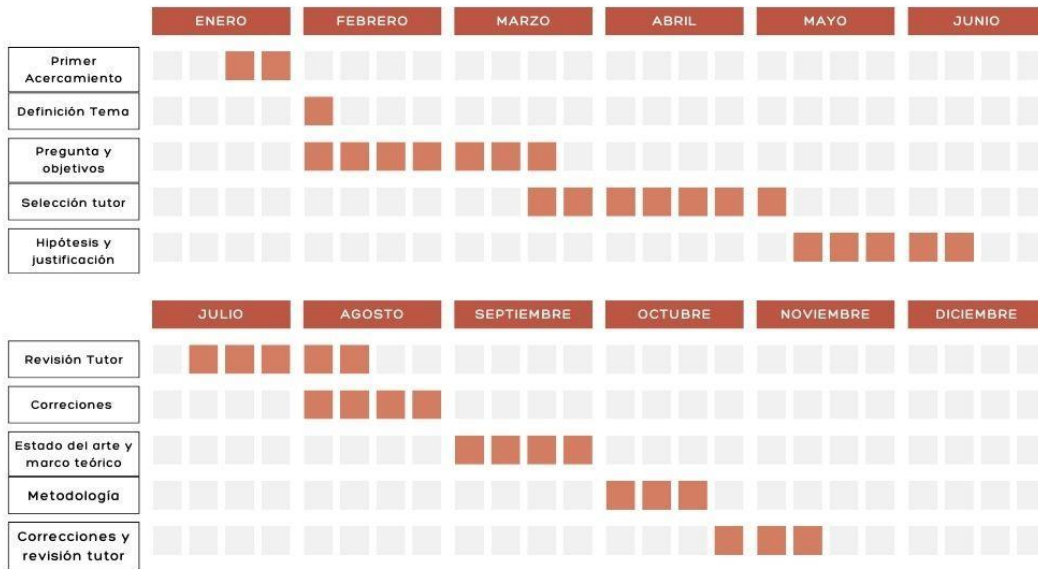 ENERO FEBRERO MARZO ABRIL MAYO JUNIO
Primer
Acercamiento
Definición Tema
Pregunta y
objetivos
Selección tutor
Hipótesis y
justificación
JULIO AGOSTO SEPTIEMBRE OCTUBRE NOVIEMBRE DICIEMBRE
Revisión Tutor
Correciones
Estado del arte y
marco teórico
Metodología
Correcciones y
revisión tutor